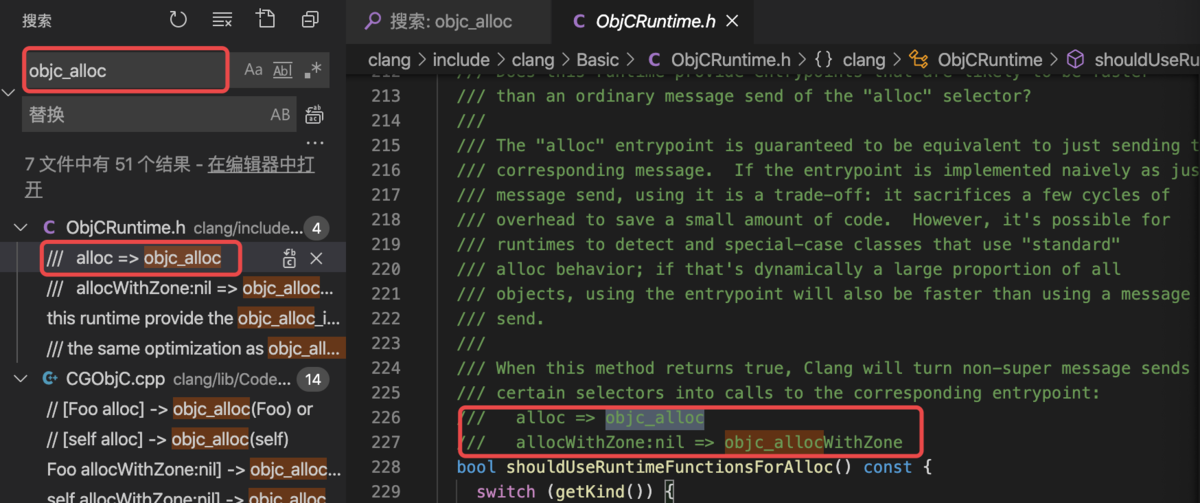 搜索
objc_alloc
Aa Abl .*
替换
AB
7 文件中有 51 个结果 - 在编辑器中打
开
ObjCRuntime.h clang/include... 4
/// alloc => objc_alloc
/// allocWithZone:nil => objc_alloc...
this runtime provide the objc_alloc_i...
/// the same optimization as objc_all...
CGObjC.cpp clang/lib/Code... 14
// [Foo alloc] -> objc_alloc(Foo) or
// [self alloc] -> objc_alloc(self)
Foo allocWithZone:nil] -> objc_alloc...
self allocWithZone:nil] -> objc_alloc
搜索: objc_alloc
C ObjCRuntime.h
clang > include > clang > Basic > C ObjCRuntime.h > {} clang > ObjCRuntime > shouldUseRu
212 /// Does this runtime provide entrypoints that are likely to be faster
213 /// than an ordinary message send of the "alloc" selector?
214 ///
215 /// The "alloc" entrypoint is guaranteed to be equivalent to just sending t
216 /// corresponding message. If the entrypoint is implemented naively as jus
217 /// message send, using it is a trade-off: it sacrifices a few cycles of
218 /// overhead to save a small amount of code. However, it's possible for
219 /// runtimes to detect and special-case classes that use "standard"
220 /// alloc behavior; if that's dynamically a large proportion of all
221 /// objects, using the entrypoint will also be faster than using a message
222 /// send.
223 ///
224 /// When this method returns true, Clang will turn non-super message sends
225 /// certain selectors into calls to the corresponding entrypoint:
226 /// alloc => objc_alloc
227 /// allocWithZone:nil => objc_allocWithZone
228 bool shouldUseRuntimeFunctionsForAlloc() const {
229 switch (getKind()) {